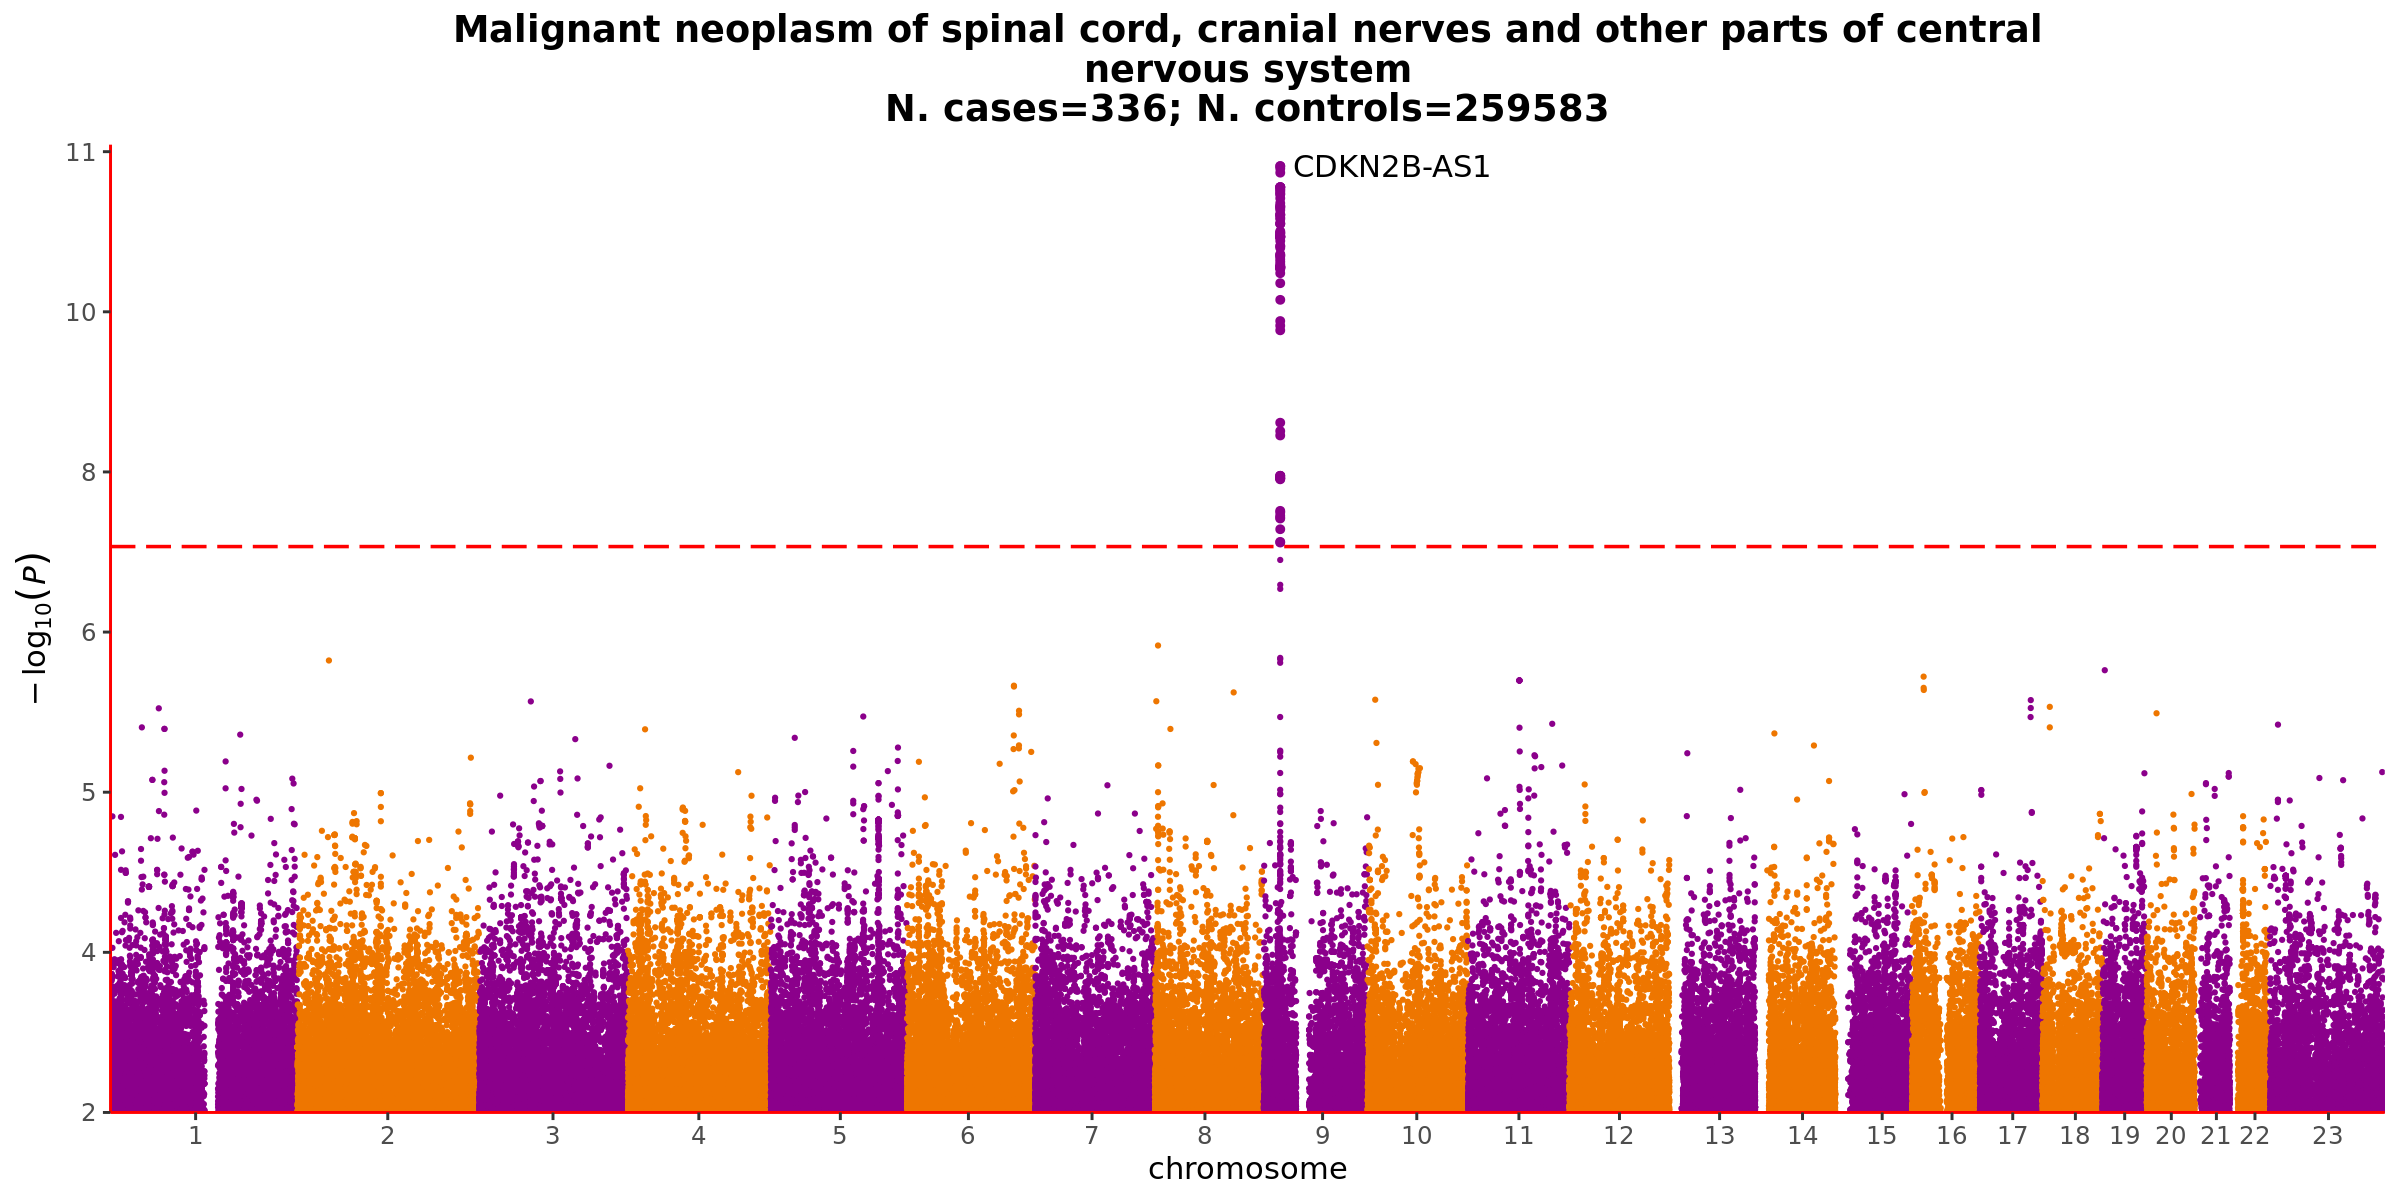 Malignant neoplasm of spinal cord, cranial nerves and other parts of central
nervous system
N. cases=336; N. controls=259583
CDKN2B-AS1
11
10
8
6
5
4
2
−log10(P)
1 2 3 4 5 6 7 8 9 10 11 12 13 14 15 16 17 18 19 20 21 22 23
chromosome